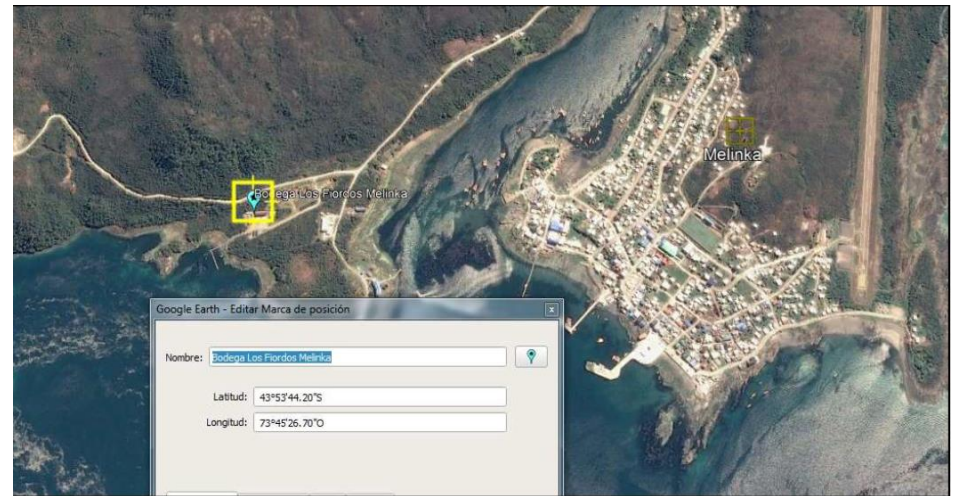 Melinka
Bodega Los Fiordos Melinka
Google Earth - Editar Marca de posición
x
Nombre: Bodega Los Fiordos Melinka
Latitud: 43°53'44.20"S
Longitud: 73°45'26.70"O